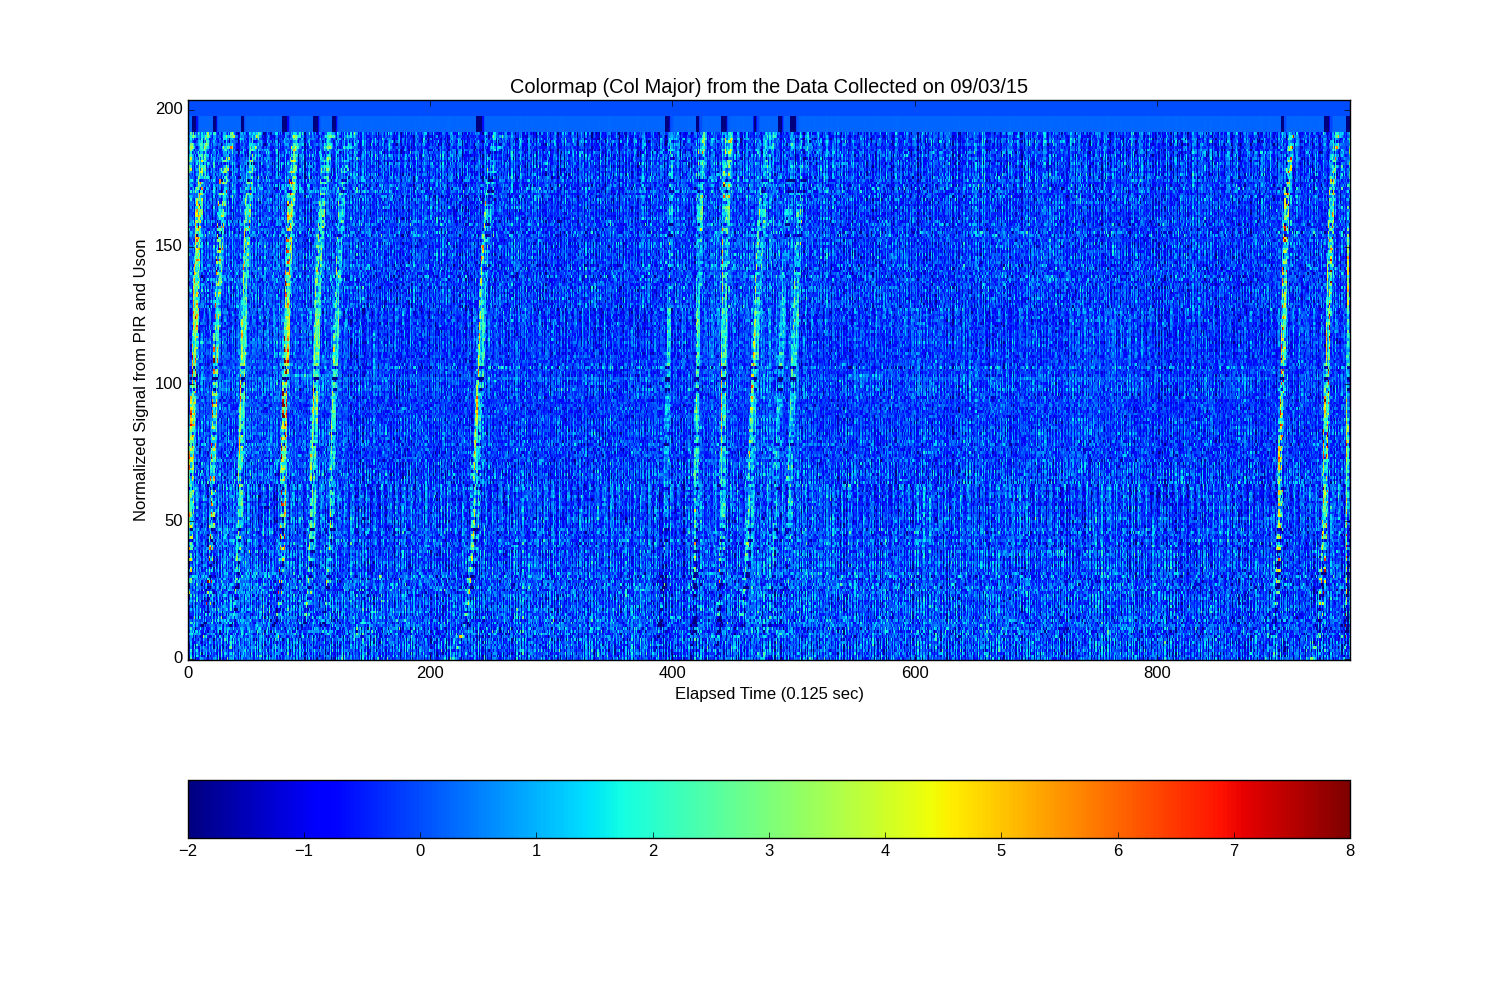 Colormap (Col Major) from the Data Collected on 09/03/15
Normalized Signal from PIR and Uson
200
150
100
50
0
0 200 400 600 800
Elapsed Time (0.125 sec)
−2 −1 0 1 2 3 4 5 6 7 8